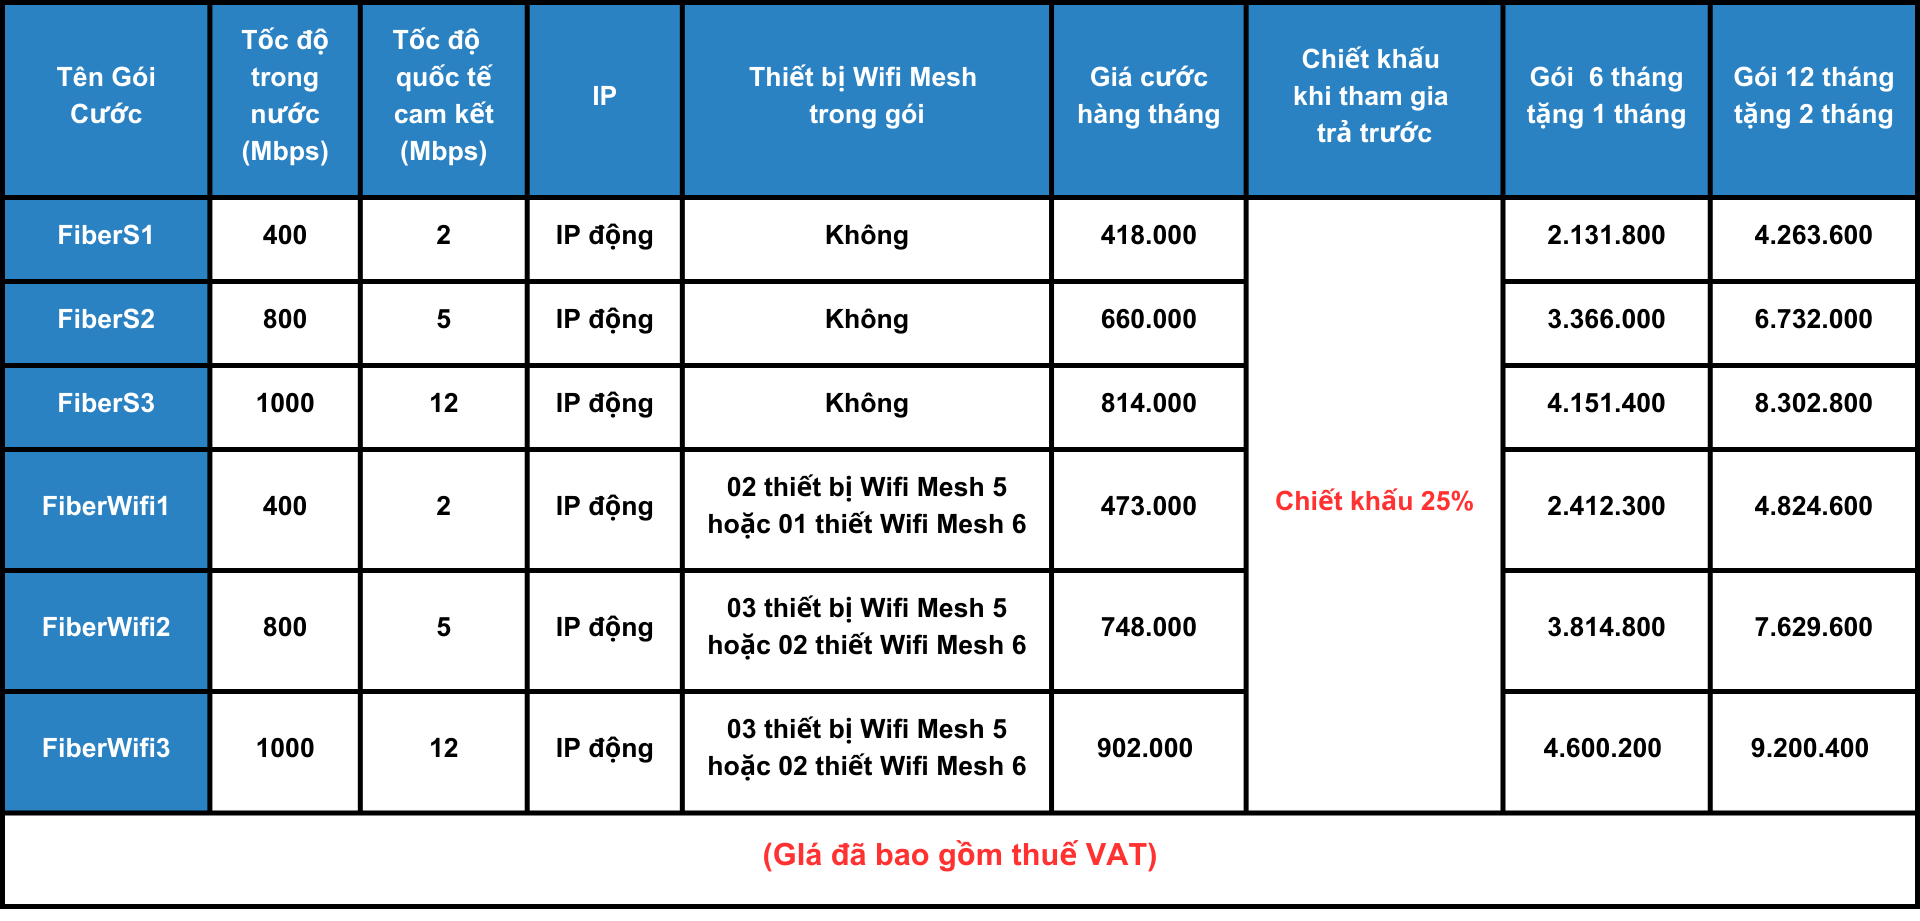 Tên Gói
Cước
Tốc độ
trong
nước
(Mbps)
Tốc độ
quốc tế
cam kết
(Mbps)
IP
Thiết bị Wifi Mesh
trong gói
Giá cước
hàng tháng
Chiết khấu
khi tham gia
trả trước
Gói 6 tháng
tặng 1 tháng
Gói 12 tháng
tặng 2 tháng
FiberS1
400
2
IP động
Không
418.000
2.131.800
4.263.600
FiberS2
800
5
IP động
Không
660.000
3.366.000
6.732.000
FiberS3
1000
12
IP động
Không
814.000
4.151.400
8.302.800
FiberWifi1
400
2
IP động
02 thiết bị Wifi Mesh 5
hoặc 01 thiết Wifi Mesh 6
473.000
Chiết khấu 25%
2.412.300
4.824.600
FiberWifi2
800
5
IP động
03 thiết bị Wifi Mesh 5
hoặc 02 thiết Wifi Mesh 6
748.000
3.814.800
7.629.600
FiberWifi3
1000
12
IP động
03 thiết bị Wifi Mesh 5
hoặc 02 thiết Wifi Mesh 6
902.000
4.600.200
9.200.400
(GIá đã bao gồm thuế VAT)